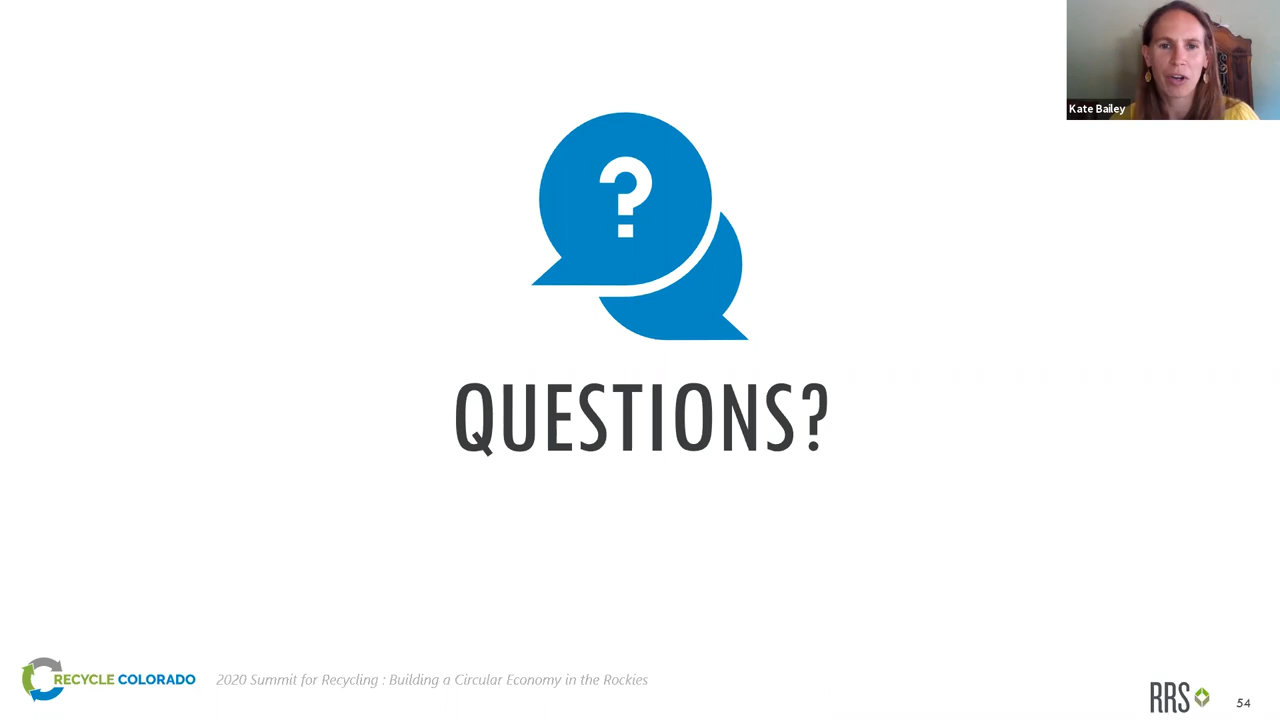 Kate Bailey
?
QUESTIONS?
RECYCLE COLORADO
2020 Summit for Recycling : Building a Circular Economy in the Rockies
RRS
54